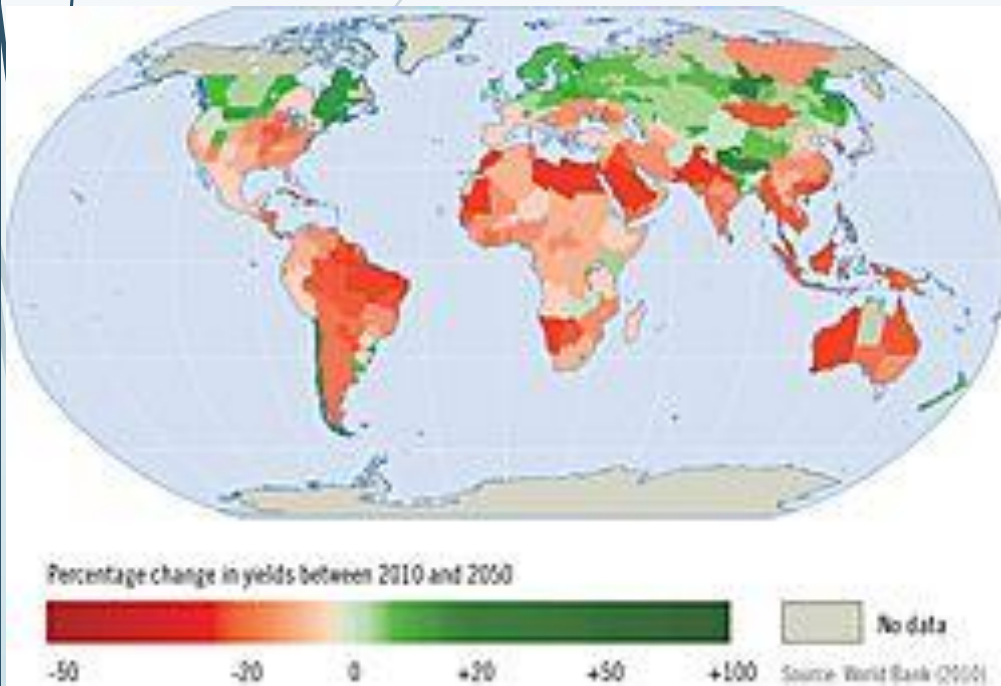 Percentage change in yields between 2010 and 2050
-50 -20 0 +20 +50 +100
No data
Source: World Bank (2010).